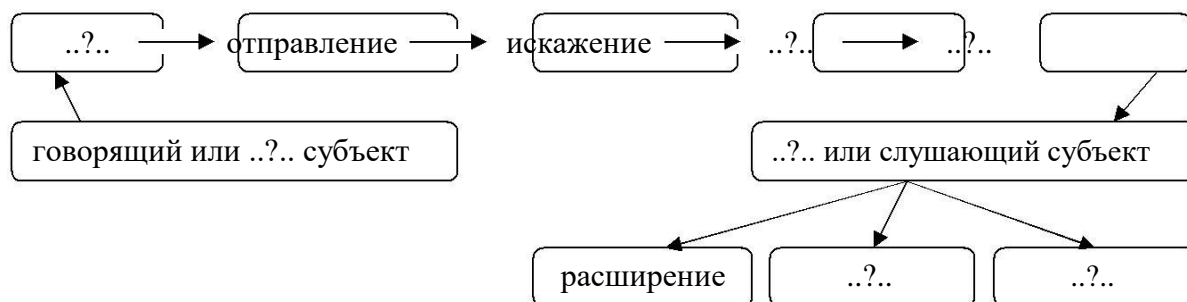 ..?.. отправление искажение ..?.. ..?..
говорящий или ..?.. субъект ..?.. или слушающий субъект
расширение ..?.. ..?..